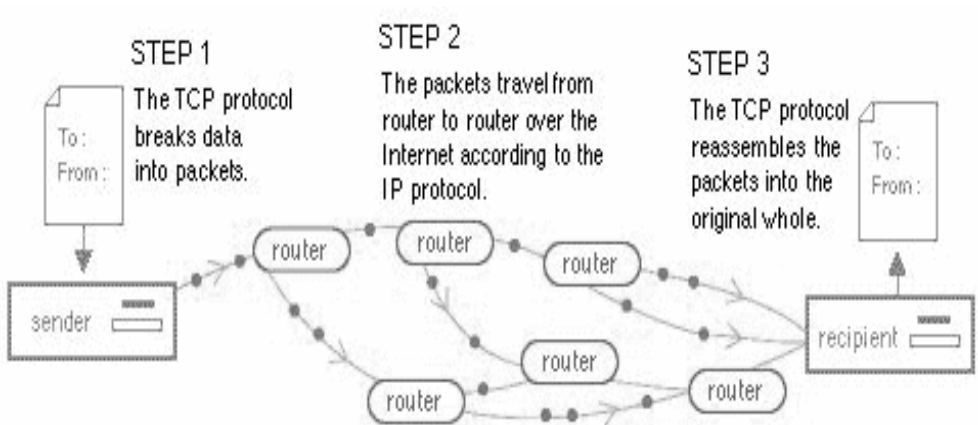 STEP 1
The TCP protocol
breaks data
into packets.
STEP 2
The packets travel from
router to router over the
Internet according to the
IP protocol.
STEP 3
The TCP protocol
reassembles the
packets into the
original whole.
To :
From :
To :
From :
sender
router
router
router
router
router
router
recipient